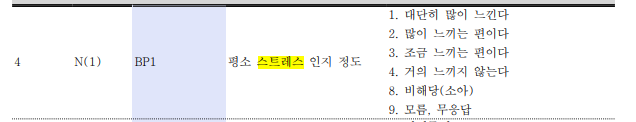 1. 대단히 많이 느낀다
2. 많이 느끼는 편이다
3. 조금 느끼는 편이다
4 N(1) BP1 평소 스트레스 인지 정도
4. 거의 느끼지 않는다
8. 비해당(소아)
9. 모름, 무응답